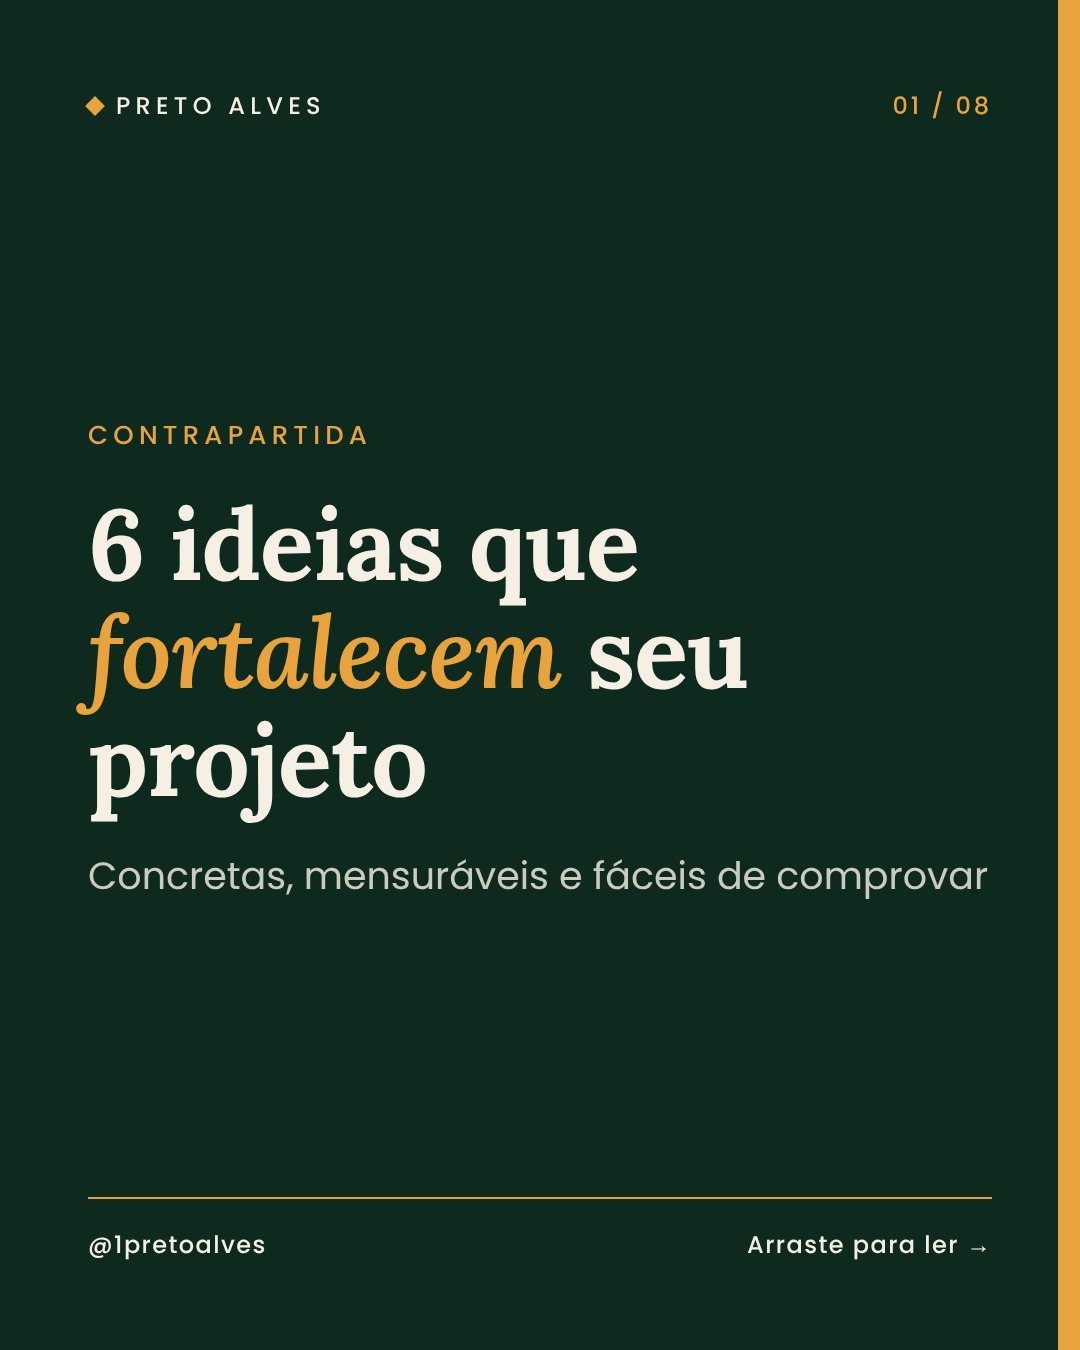 PRETO ALVES
01 / 08
CONTRAPARTIDA
6 ideias que
fortalecem seu
projeto
Concretas, mensuráveis e fáceis de comprovar
@1pretoalves
Arraste para ler →